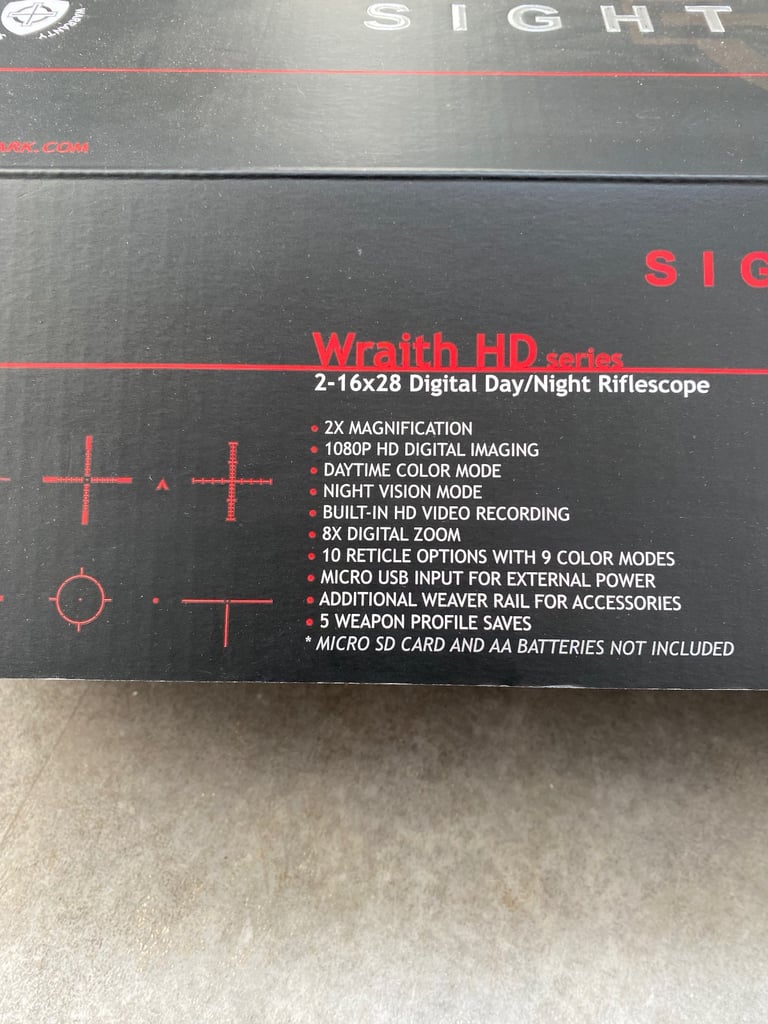 WARRANTY
SIGHT
ARK.COM
SIG
Wraith HD series
2-16x28 Digital Day/Night Riflescope
• 2X MAGNIFICATION
• 1080P HD DIGITAL IMAGING
• DAYTIME COLOR MODE
• NIGHT VISION MODE
• BUILT-IN HD VIDEO RECORDING
• 8X DIGITAL ZOOM
• 10 RETICLE OPTIONS WITH 9 COLOR MODES
• MICRO USB INPUT FOR EXTERNAL POWER
• ADDITIONAL WEAVER RAIL FOR ACCESSORIES
• 5 WEAPON PROFILE SAVES
* MICRO SD CARD AND AA BATTERIES NOT INCLUDED